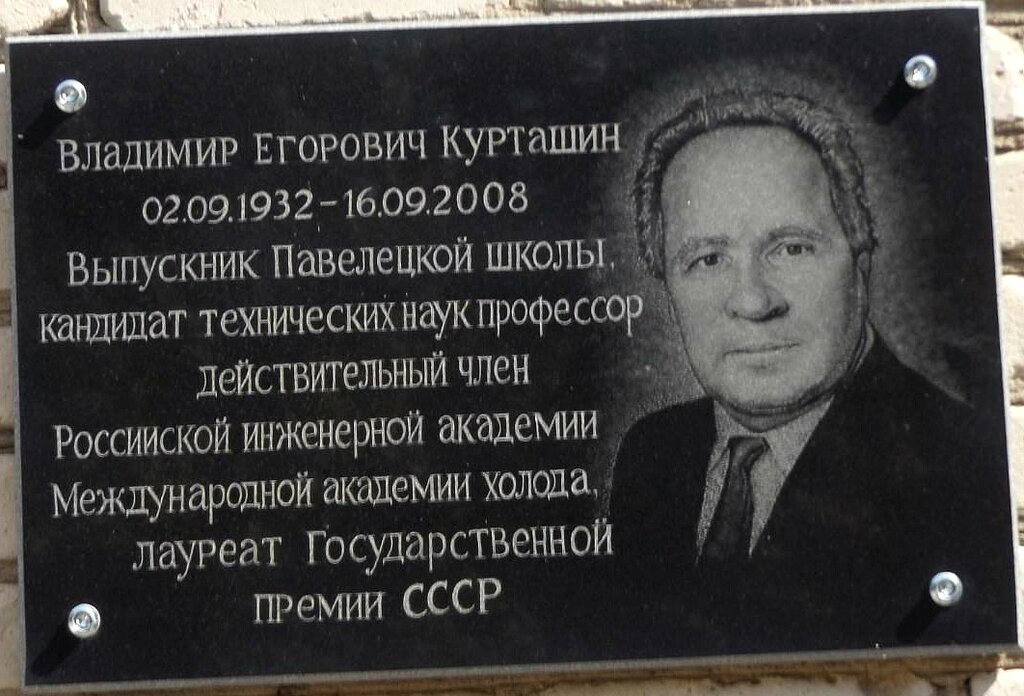 Владимир Егорович Курташин
02.09.1932 – 16.09.2008
Выпускник Павелецкой школы,
кандидат технических наук профессор
действительный член
Россииской инженерной академии
Международной академии холода,
лауреат Государственной
премии СССР